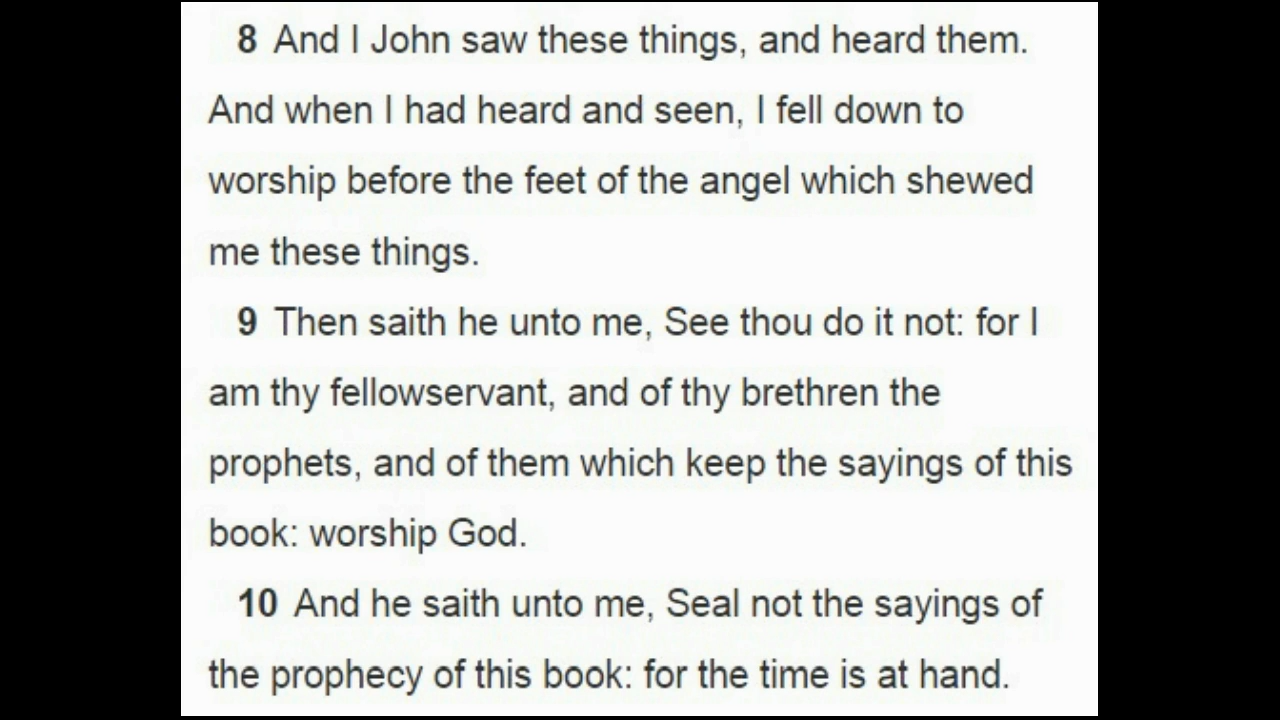 8 And I John saw these things, and heard them.
And when I had heard and seen, I fell down to
worship before the feet of the angel which shewed
me these things.
9 Then saith he unto me, See thou do it not: for I
am thy fellowservant, and of thy brethren the
prophets, and of them which keep the sayings of this
book: worship God.
10 And he saith unto me, Seal not the sayings of
the prophecy of this book: for the time is at hand.